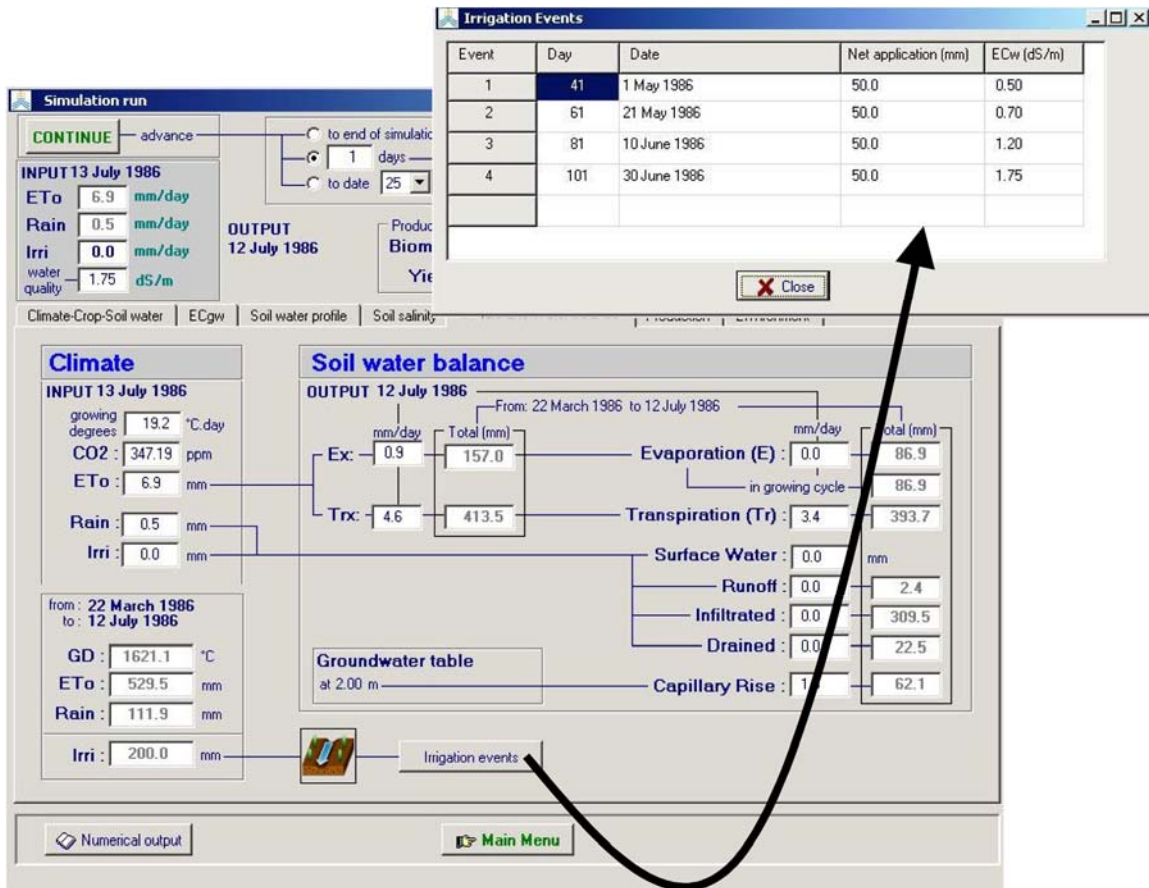 Irrigation Events
Event Day Date Net application (mm) ECw (dS/m)
1 41 1 May 1986 50.0 0.50
2 61 21 May 1986 50.0 0.70
3 81 10 June 1986 50.0 1.20
4 101 30 June 1986 50.0 1.75
Close
Simulation run
CONTINUE advance
to end of simulatio
1 days
to date 25
INPUT 13 July 1986
ETo 6.9 mm/day
Rain 0.5 mm/day
Irri 0.0 mm/day
water quality 1.75 dS/m
OUTPUT
12 July 1986
Produc
Biom
Yie
Climate-Crop-Soil water ECgw Soil water profile Soil salinity Production Environment
Climate
INPUT 13 July 1986
growing degrees 19.2 °C.day
CO2 : 347.19 ppm
ETo : 6.9 mm
Rain : 0.5 mm
Irri : 0.0 mm
from : 22 March 1986
to : 12 July 1986
GD : 1621.1 °C
ETo : 529.5 mm
Rain : 111.9 mm
Irri : 200.0 mm
Irrigation events
Soil water balance
OUTPUT 12 July 1986
From: 22 March 1986 to 12 July 1986
mm/day Total (mm) mm/day Total (mm)
Ex: 0.9 157.0 Evaporation (E) : 0.0 86.9
in growing cycle 86.9
Trx: 4.6 413.5 Transpiration (Tr) : 3.4 393.7
Surface Water : 0.0 mm
Runoff : 0.0 2.4
Infiltrated : 0.0 309.5
Drained : 0.0 22.5
Groundwater table
at 2.00 m Capillary Rise : 62.1
Numerical output
Main Menu